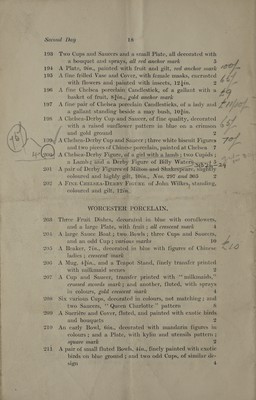 Second Day 18
193 Two Cups and Saucers and a small Plate, all decorated with
a bouquet and sprays, all red anchor mark 3
194 A Plate, 9in., painted with fruit and gilt, red anchor mark
195 A fine frilled Vase and Cover, with female masks, encrusted
with flowers and painted with insects, 12½in. 2
196 A fine Chelsea porcelain Candlestick, of a gallant with a
basket of fruit, 8½in., gold anchor mark
197 A fine pair of Chelsea porcelain Candlesticks, of a lady and
a gallant standing beside a may bush, 10½in. 2
198 A Chelsea-Derby Cup and Saucer, of fine quality, decorated
with a raised sunflower pattern in blue on a crimson
and gold ground 2
199 A Chelsea-Derby Cup and Saucer; three white biscuit Figures
and two pieces of Chinese porcelain, painted at Chelsea 7
200 A Chelsea-Derby Figure, of a girl with a lamb; two Cupids;
a Lamb; and a Derby Figure of Billy Waters
201 A pair of Derby Figures of Milton and Shakespeare, slightly
coloured and highly gilt, 10in., Nos. 297 and 305 2
202 A Fine Chelsea-Derby Figure of John Wilkes, standing,
coloured and gilt, 12in.
WORCESTER PORCELAIN.
203 Three Fruit Dishes, decorated in blue with cornflowers,
and a large Plate, with fruit; all crescent mark 4
204 A large Sauce Boat; two Bowls; three Cups and Saucers,
and an odd Cup; various marks 10
205 A Beaker, 7in., decorated in blue with figures of Chinese
ladies; crescent mark
206 A Mug, 4¾in., and a Teapot Stand, finely transfer printed
with milkmaid scenes 2
207 A Cup and Saucer, transfer printed with "milkmaids,"
crossed swords mark; and another, fluted, with sprays
in colours, gold crescent mark 4
208 Six various Cups, decorated in colours, not matching; and
two Saucers, "Queen Charlotte" pattern 8
209 A Sucrière and Cover, fluted, and painted with exotic birds
and bouquets 2
210 An early Bowl, 6in., decorated with mandarin figures in
colours; and a Plate, with kylin and utensils pattern;
square mark 2
211 A pair of small fluted Bowls, 4in., finely painted with exotic
birds on blue ground; and two odd Cups, of similar design 4